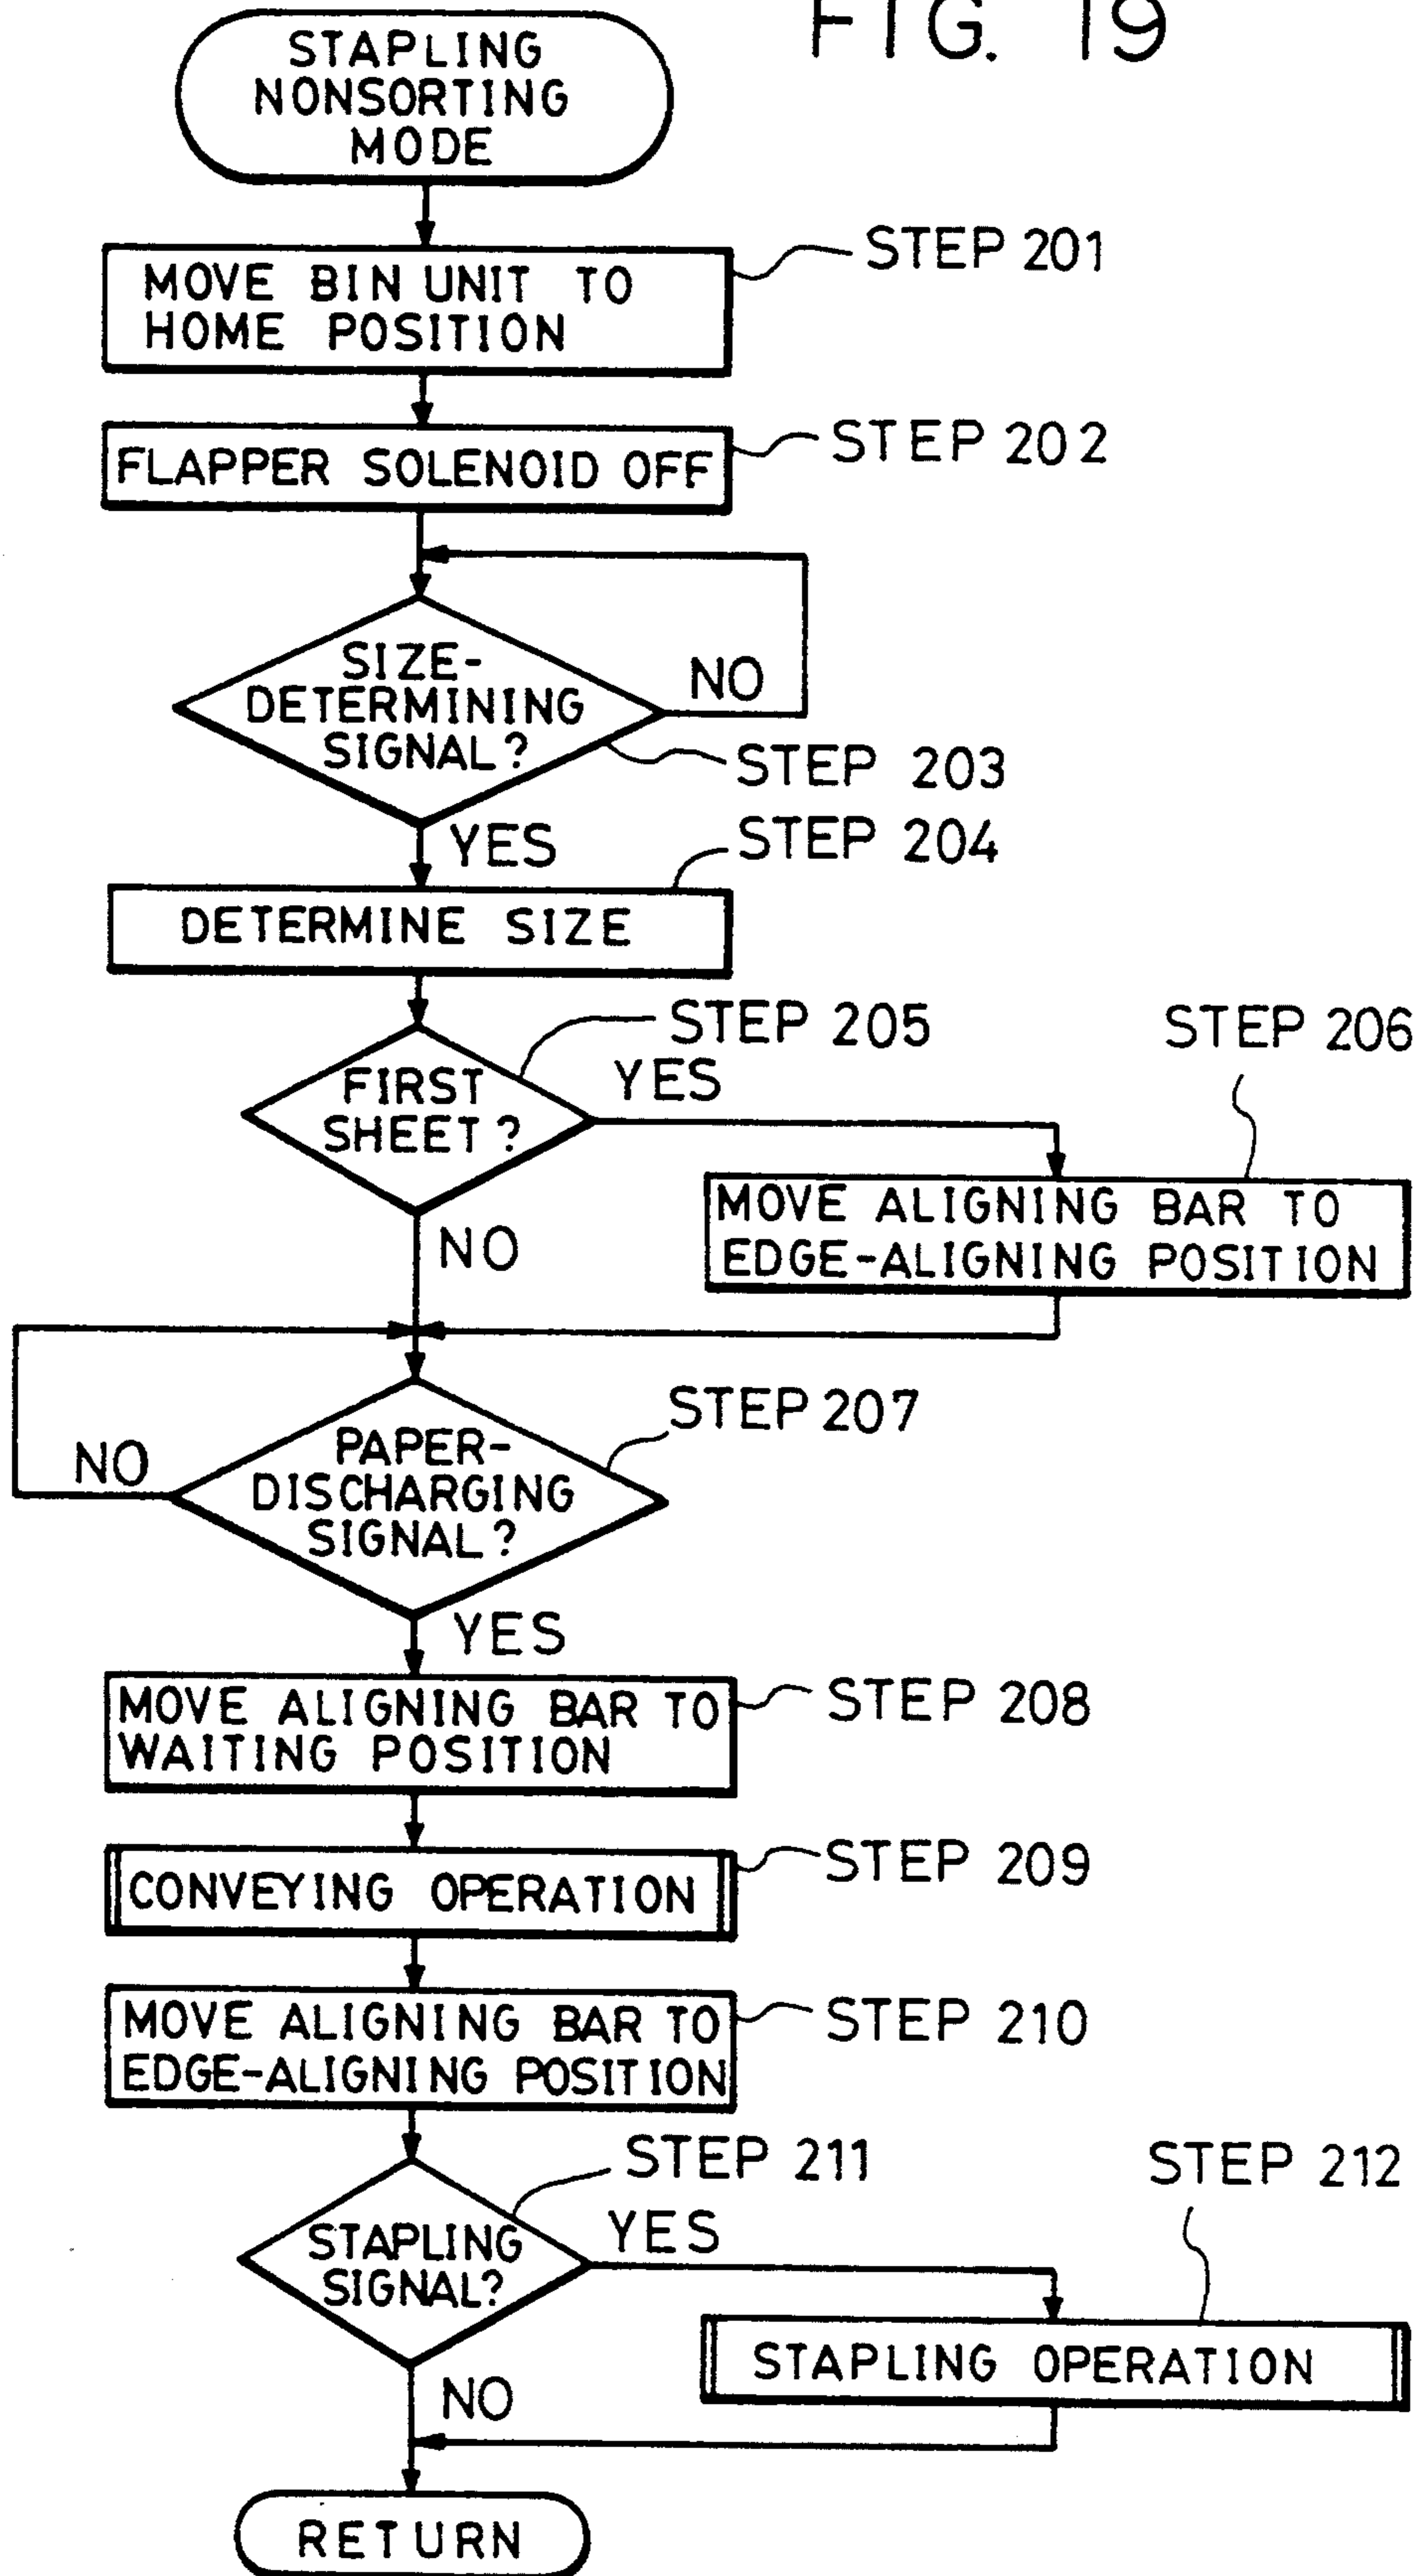 FIG. 19
STAPLING
NONSORTING
MODE
STEP 201
MOVE BIN UNIT TO
HOME POSITION
STEP 202
FLAPPER SOLENOID OFF
SIZE-
DETERMINING
SIGNAL?
NO
STEP 203
YES
STEP 204
DETERMINE SIZE
STEP 205
FIRST
SHEET?
YES
STEP 206
MOVE ALIGNING BAR TO
EDGE-ALIGNING POSITION
NO
STEP 207
PAPER-
DISCHARGING
SIGNAL?
NO
YES
MOVE ALIGNING BAR TO
WAITING POSITION
STEP 208
CONVEYING OPERATION
STEP 209
MOVE ALIGNING BAR TO
EDGE-ALIGNING POSITION
STEP 210
STEP 211
STAPLING
SIGNAL?
YES
STEP 212
STAPLING OPERATION
NO
RETURN